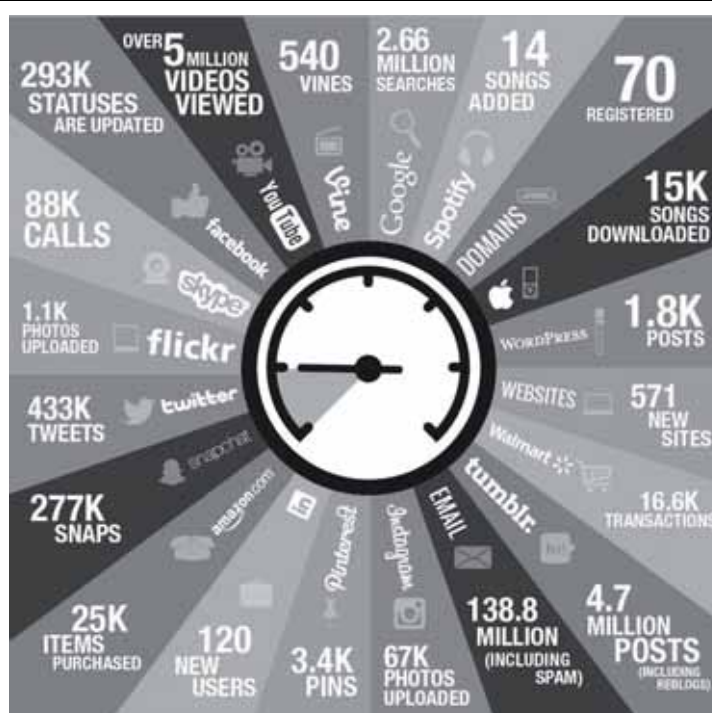 293K
STATUSES
ARE UPDATED
facebook
OVER 5 MILLION
VIDEOS
VIEWED
YouTube
540
VINES
Vine
2.66
MILLION
SEARCHES
Google
14
SONGS
ADDED
Spotify
70
REGISTERED
DOMAINS
15K
SONGS
DOWNLOADED
1.8K
POSTS
WORDPRESS
571
NEW
SITES
WEBSITES
16.6K
TRANSACTIONS
Walmart
4.7
MILLION
POSTS
(INCLUDING
REBLOGS)
tumblr.
138.8
MILLION
(INCLUDING
SPAM)
EMAIL
67K
PHOTOS
UPLOADED
Instagram
3.4K
PINS
Pinterest
120
NEW
USERS
in
25K
ITEMS
PURCHASED
amazon.com
277K
SNAPS
snapchat
433K
TWEETS
twitter
1.1K
PHOTOS
UPLOADED
flickr
88K
CALLS
skype